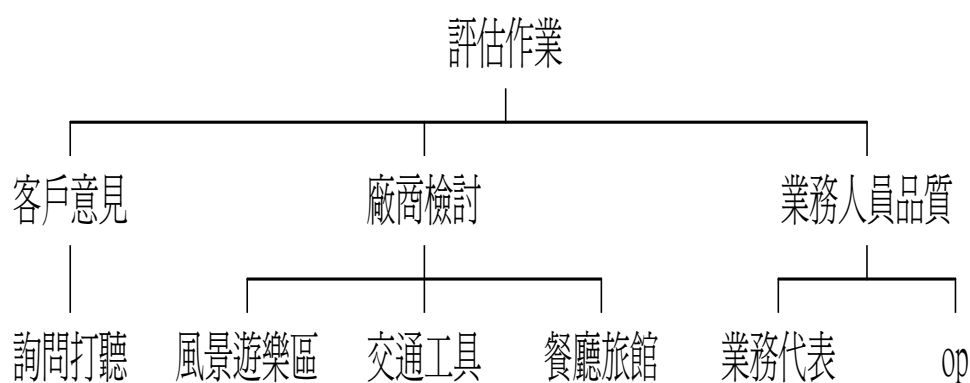 評估作業
客戶意見 廠商檢討 業務人員品質
詢問打聽 風景遊樂區 交通工具 餐廳旅館 業務代表 op